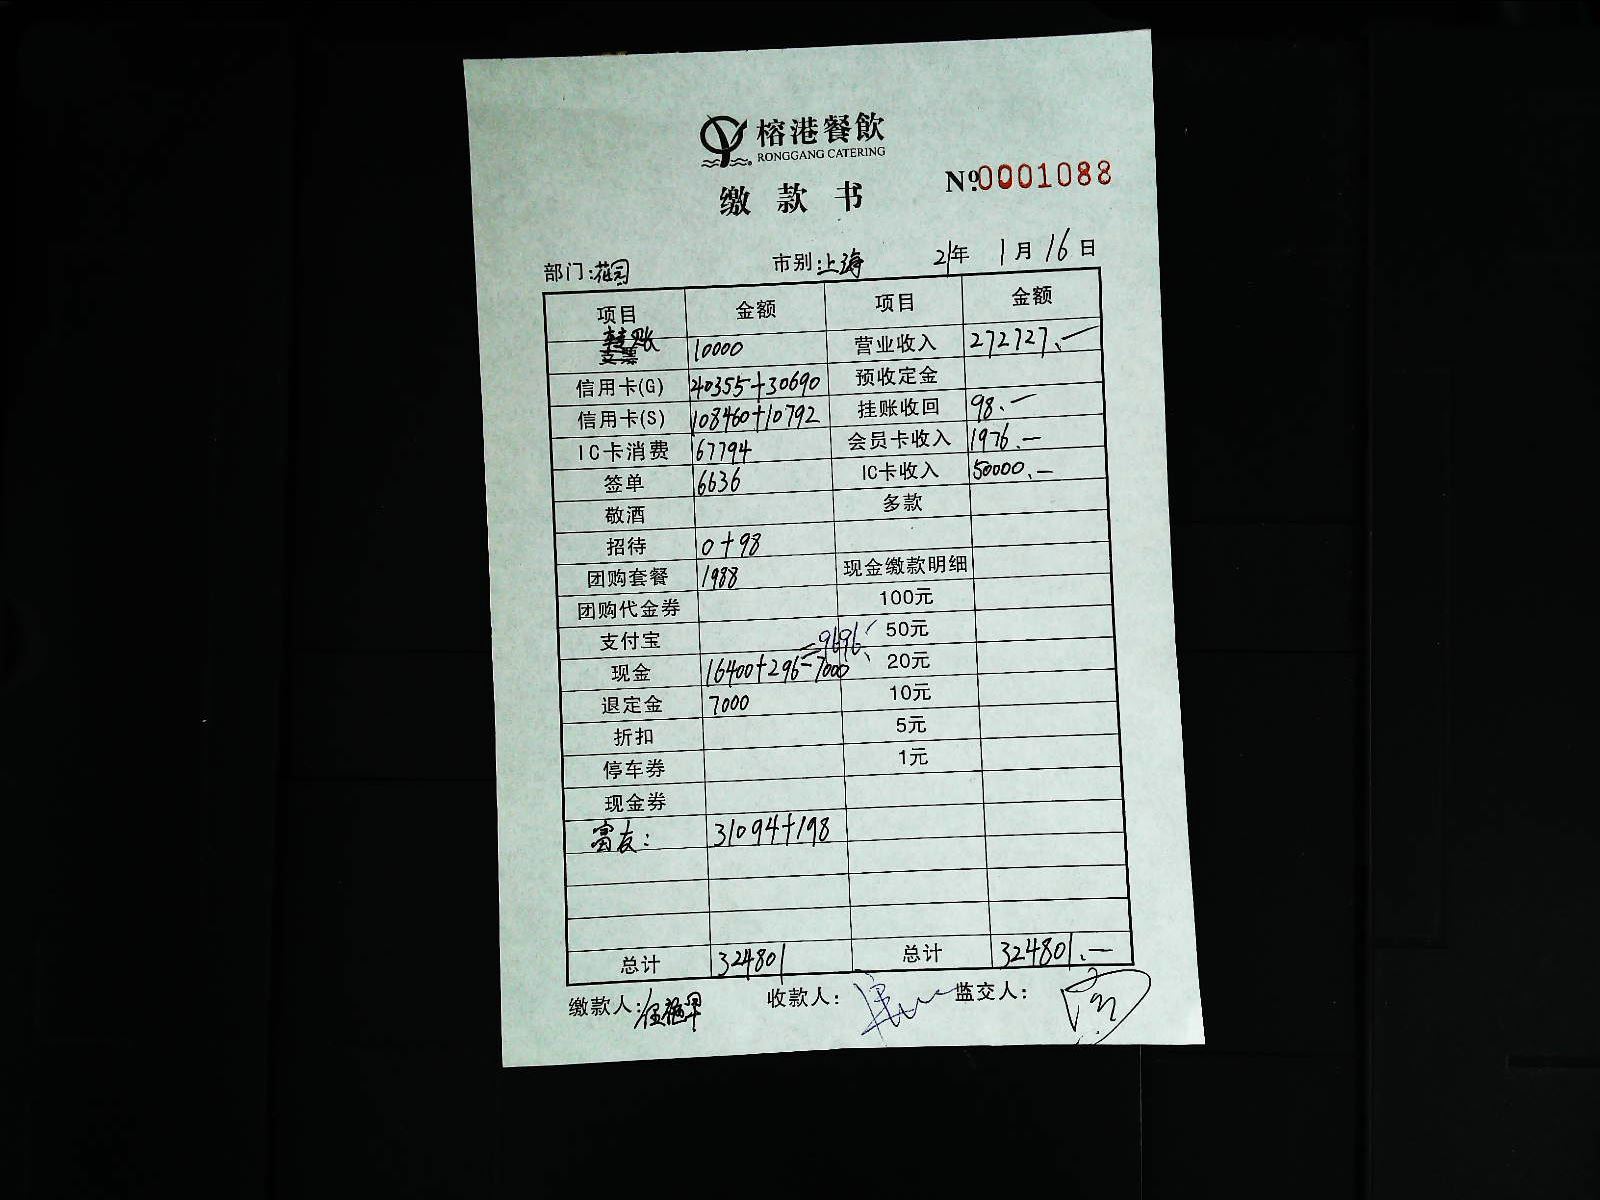 榕港餐飲
RONGGANG CATERING
缴款书
№0001088
部门:花园 市别:上海 21年 1月 16日
项目 金额 项目 金额
转账 支票 10000 营业收入 272727.—
信用卡(G) 40355+30690 预收定金
信用卡(S) 108460+10792 挂账收回 98.—
IC卡消费 67794 会员卡收入 1976.—
签单 6636 IC卡收入 50000.—
敬酒 多款
招待 0+98
团购套餐 1988 现金缴款明细
团购代金券 100元
支付宝 =9696 50元
现金 16400+296-7000 20元
退定金 7000 10元
折扣 5元
停车券 1元
现金券
富友: 31094+198
总计 324801 总计 324801.—
缴款人: 收款人: 监交人: